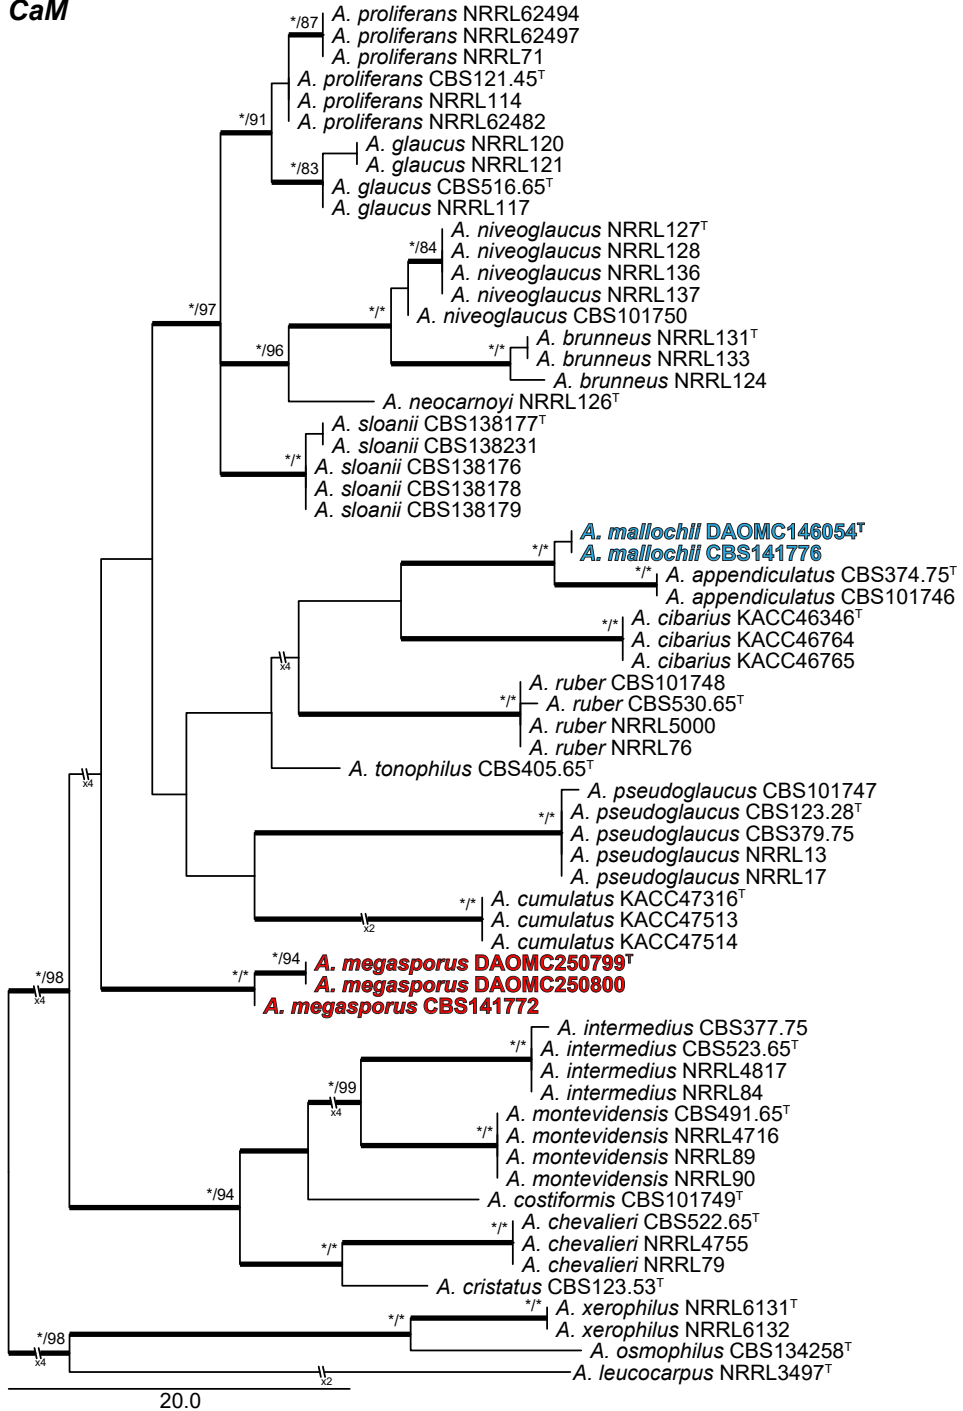 CaM
*/87
A. proliferans NRRL62494
A. proliferans NRRL62497
A. proliferans NRRL71
A. proliferans CBS121.45ᵀ
A. proliferans NRRL114
A. proliferans NRRL62482
*/91
A. glaucus NRRL120
A. glaucus NRRL121
*/83
A. glaucus CBS516.65ᵀ
A. glaucus NRRL117
A. niveoglaucus NRRL127ᵀ
*/84
A. niveoglaucus NRRL128
A. niveoglaucus NRRL136
A. niveoglaucus NRRL137
*/97
*/*
A. niveoglaucus CBS101750
A. brunneus NRRL131ᵀ
*/96
*/*
A. brunneus NRRL133
A. brunneus NRRL124
A. neocarnoyi NRRL126ᵀ
A. sloanii CBS138177ᵀ
A. sloanii CBS138231
*/*
A. sloanii CBS138176
A. sloanii CBS138178
A. sloanii CBS138179
A. mallochii DAOMC146054ᵀ
*/*
A. mallochii CBS141776
*/*
A. appendiculatus CBS374.75ᵀ
A. appendiculatus CBS101746
*/*
A. cibarius KACC46346ᵀ
A. cibarius KACC46764
A. cibarius KACC46765
x4
A. ruber CBS101748
*/*
A. ruber CBS530.65ᵀ
A. ruber NRRL5000
A. ruber NRRL76
A. tonophilus CBS405.65ᵀ
x4
A. pseudoglaucus CBS101747
*/*
A. pseudoglaucus CBS123.28ᵀ
A. pseudoglaucus CBS379.75
A. pseudoglaucus NRRL13
A. pseudoglaucus NRRL17
*/*
A. cumulatus KACC47316ᵀ
x2
A. cumulatus KACC47513
A. cumulatus KACC47514
*/94
A. megasporus DAOMC250799ᵀ
*/98
x4
*/*
A. megasporus DAOMC250800
A. megasporus CBS141772
A. intermedius CBS377.75
*/*
A. intermedius CBS523.65ᵀ
A. intermedius NRRL4817
*/99
x4
A. intermedius NRRL84
A. montevidensis CBS491.65ᵀ
*/*
A. montevidensis NRRL4716
A. montevidensis NRRL89
A. montevidensis NRRL90
*/94
A. costiformis CBS101749ᵀ
*/*
A. chevalieri CBS522.65ᵀ
*/*
A. chevalieri NRRL4755
A. chevalieri NRRL79
A. cristatus CBS123.53ᵀ
*/*
A. xerophilus NRRL6131ᵀ
*/*
A. xerophilus NRRL6132
*/98
x4
A. osmophilus CBS134258ᵀ
x2
A. leucocarpus NRRL3497ᵀ
20.0